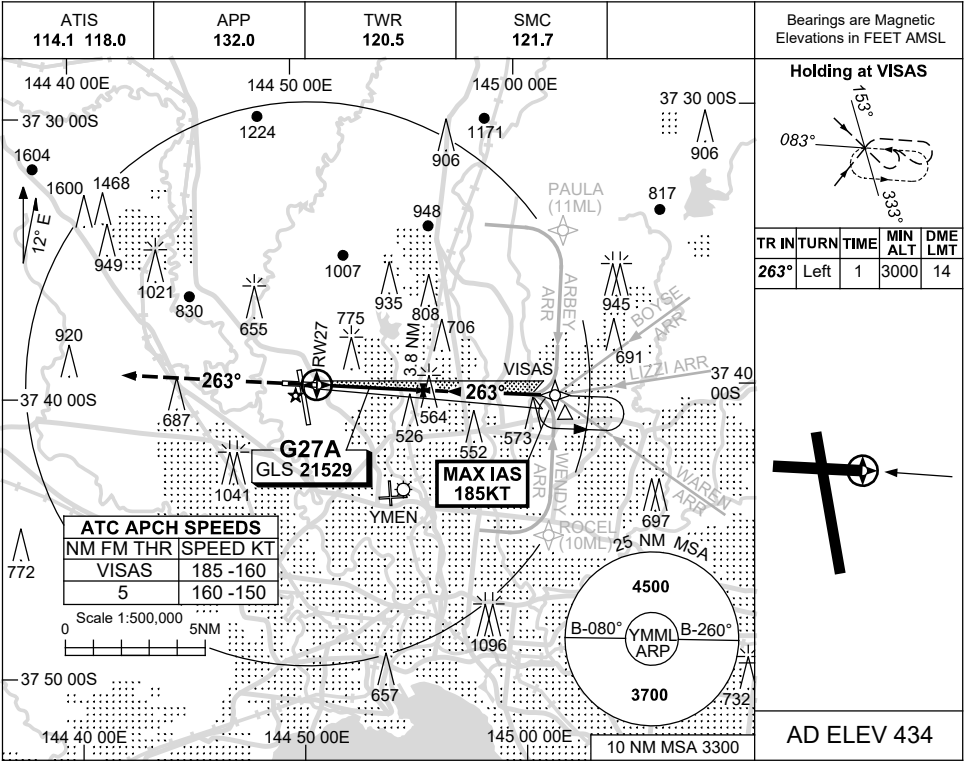 ATIS
114.1 118.0
APP
132.0
TWR
120.5
SMC
121.7
Bearings are Magnetic
Elevations in FEET AMSL
144 40 00E
144 50 00E
145 00 00E
37 30 00S
37 30 00S
1224
1171
906
906
1604
1600
1468
12° E
949
1021
830
655
948
1007
935
808
775
706
PAULA
(11ML)
817
ARBEY
ARR
945
BOYSE
ARR
691
LIZZI ARR
920
RW27
3.8 NM
VISAS
263°
263°
37 40
00S
37 40 00S
687
564
526
552
573
G27A
GLS 21529
MAX IAS
185KT
1041
WENDY
ARR
WAREN
ARR
697
YMEN
ROCEL
(10ML)
ATC APCH SPEEDS
NM FM THR SPEED KT
VISAS 185 -160
5 160 -150
772
Scale 1:500,000
0 5NM
25 NM MSA
4500
B-080° YMML B-260°
ARP
3700
1096
657
732
37 50 00S
144 40 00E
144 50 00E
145 00 00E
10 NM MSA 3300
Holding at VISAS
153°
083°
333°
TR IN TURN TIME MIN ALT DME LMT
263° Left 1 3000 14
AD ELEV 434